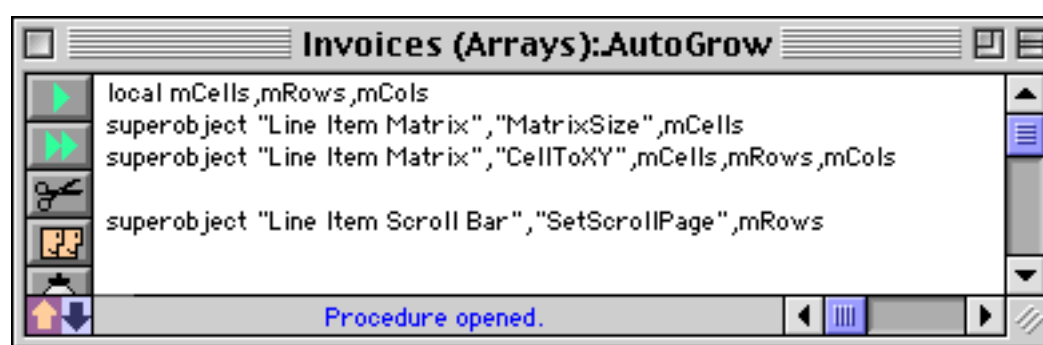 Invoices (Arrays):.AutoGrow
local mCells,mRows,mCols
superobject "Line Item Matrix","MatrixSize",mCells
superobject "Line Item Matrix","CellToXY",mCells,mRows,mCols
superobject "Line Item Scroll Bar","SetScrollPage",mRows
Procedure opened.